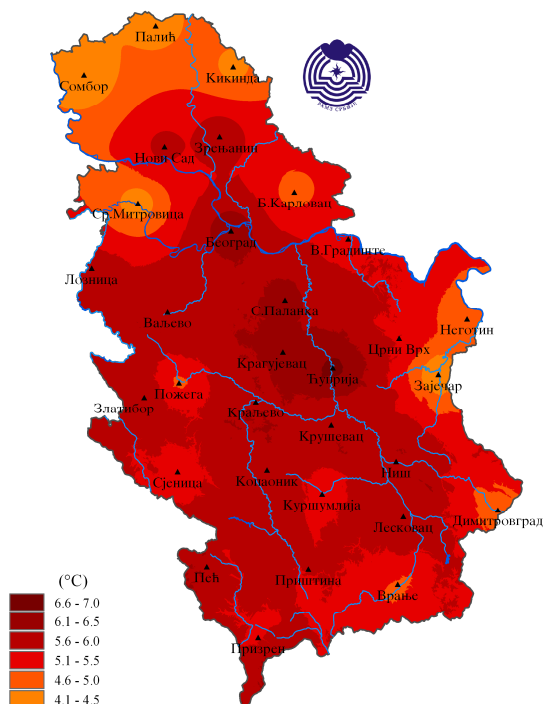 Палић
Кикинда
Сомбор
РХМЗ СРБИЈЕ
Зрењанин
Нови Сад
Б.Карловац
Ср.Митровица
Београд
В.Градиште
Лозница
С.Паланка
Ваљево
Неготин
Црни Врх
Крагујевац
Ћуприја
Зајечар
Пожега
Златибор
Краљево
Крушевац
Ниш
Сјеница
Копаоник
Куршумлија
Лесковац
Димитровград
Пећ
Приштина
Врање
Призрен
(°C)
6.6 - 7.0
6.1 - 6.5
5.6 - 6.0
5.1 - 5.5
4.6 - 5.0
4.1 - 4.5